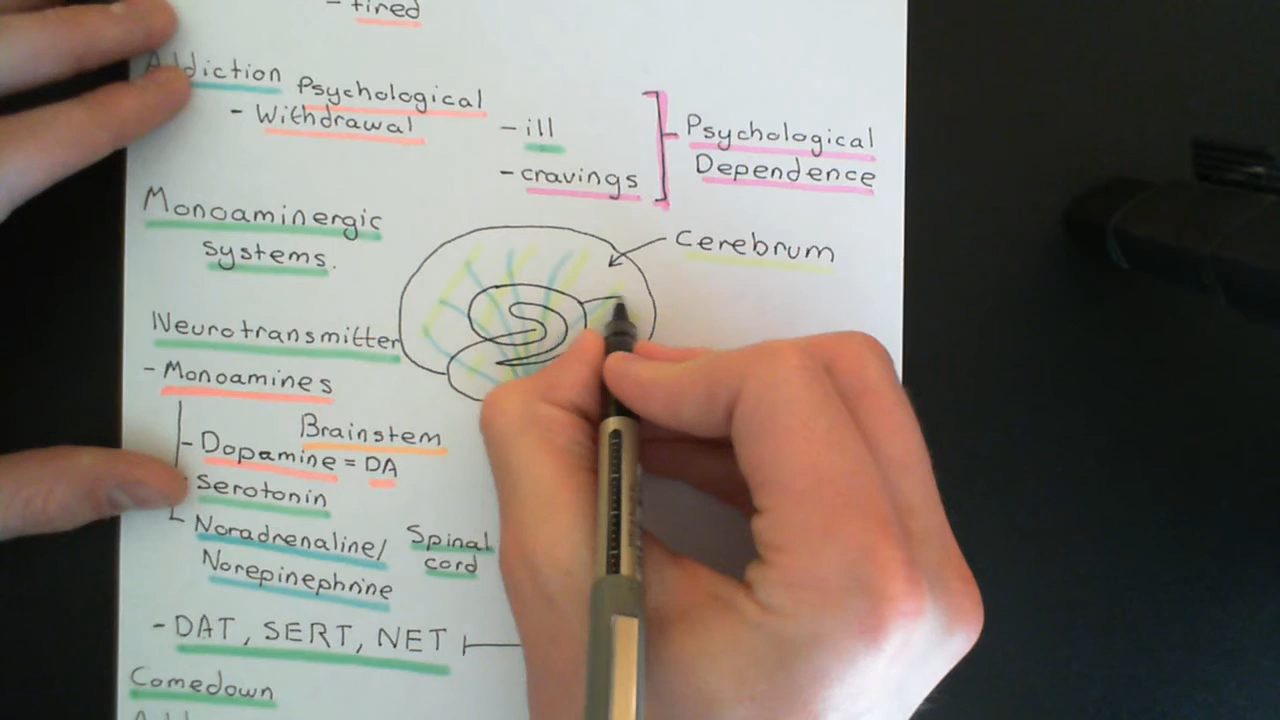 - tired
Addiction
Psychological
- Withdrawal
- ill
- cravings
Psychological
Dependence
Monoaminergic
systems.
Cerebrum
Neurotransmitter
- Monoamines
Brainstem
- Dopamine = DA
Serotonin
Noradrenaline/
Norepinephrine
Spinal
cord
- DAT, SERT, NET
Comedown